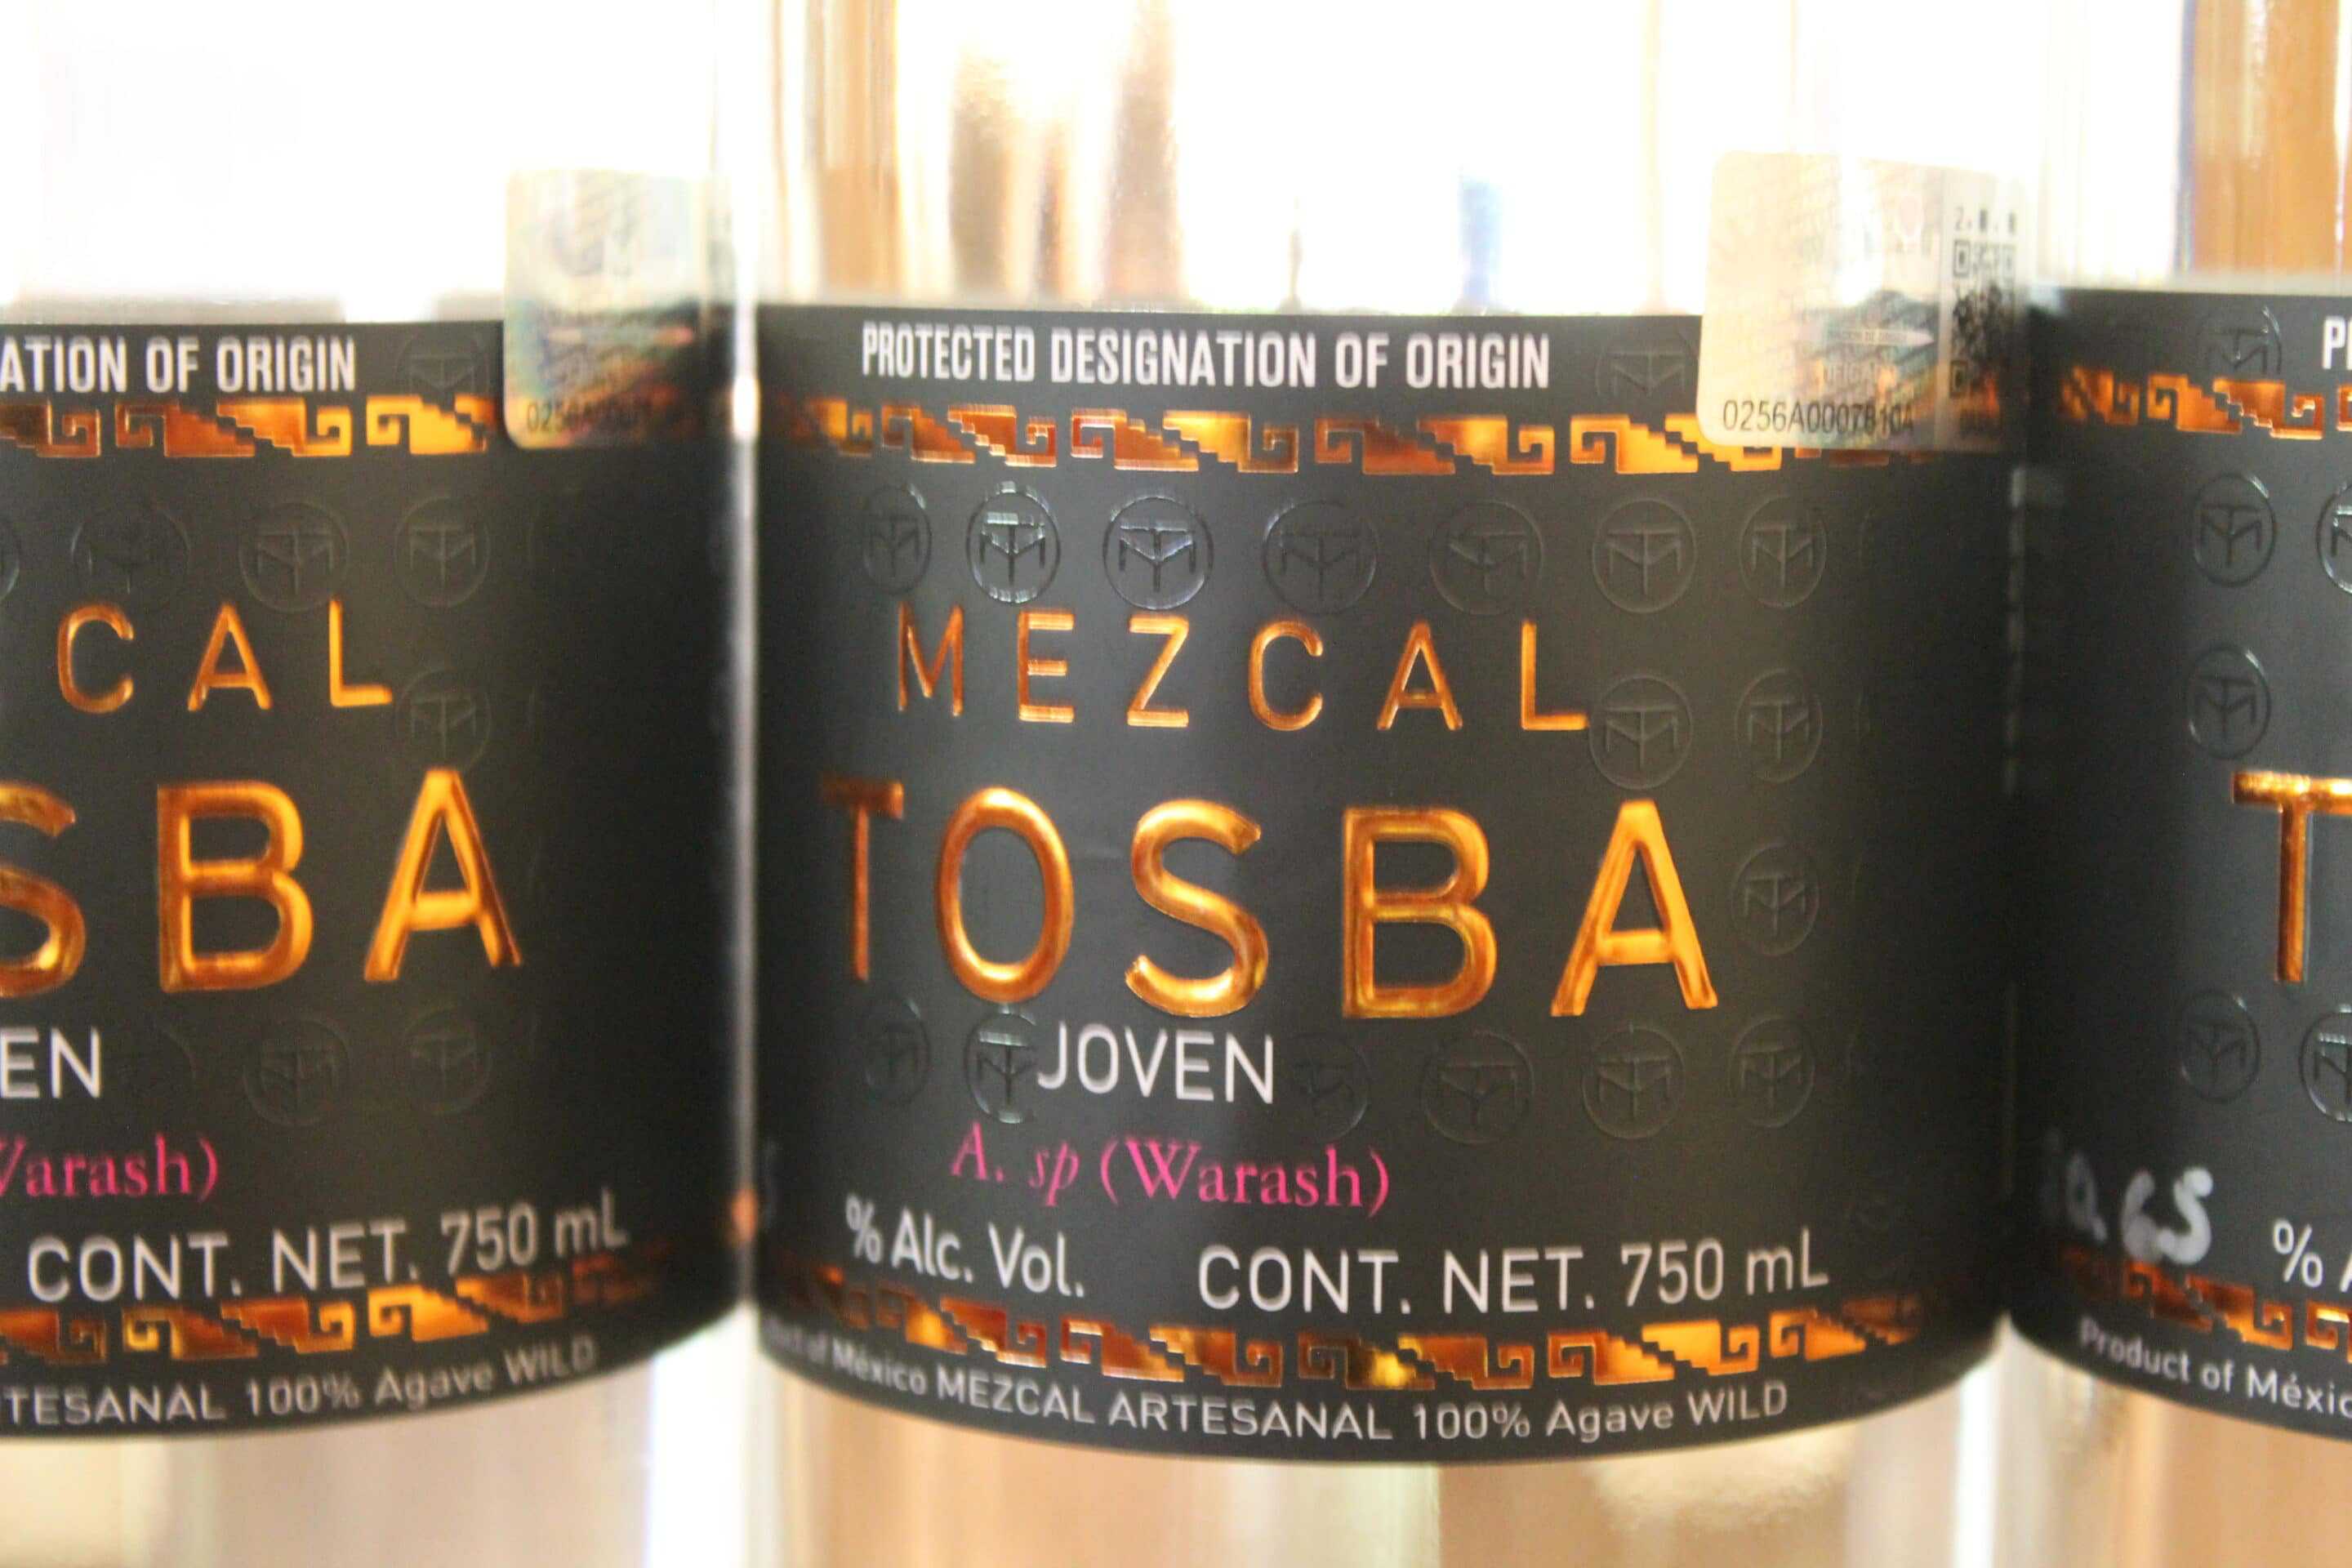 ATION OF ORIGIN
CAL
SBA
EN
Warash)
CONT. NET. 750 mL
TESANAL 100% Agave WILD
PROTECTED DESIGNATION OF ORIGIN
MEZCAL
TOSBA
JOVEN
A. sp (Warash)
% Alc. Vol. CONT. NET. 750 mL
México MEZCAL ARTESANAL 100% Agave WILD
T
%
Product of Méxic